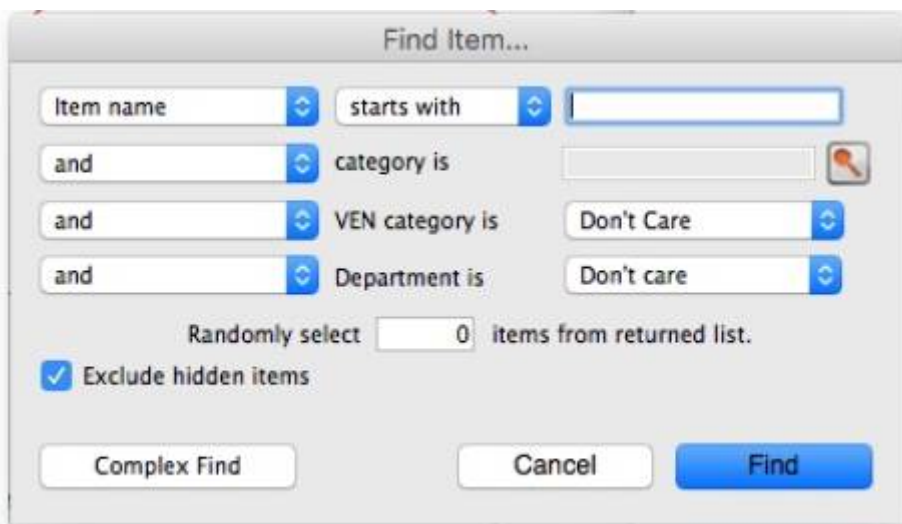 Find Item...
Item name starts with
and category is
and VEN category is Don't Care
and Department is Don't care
Randomly select 0 items from returned list.
Exclude hidden items
Complex Find Cancel Find